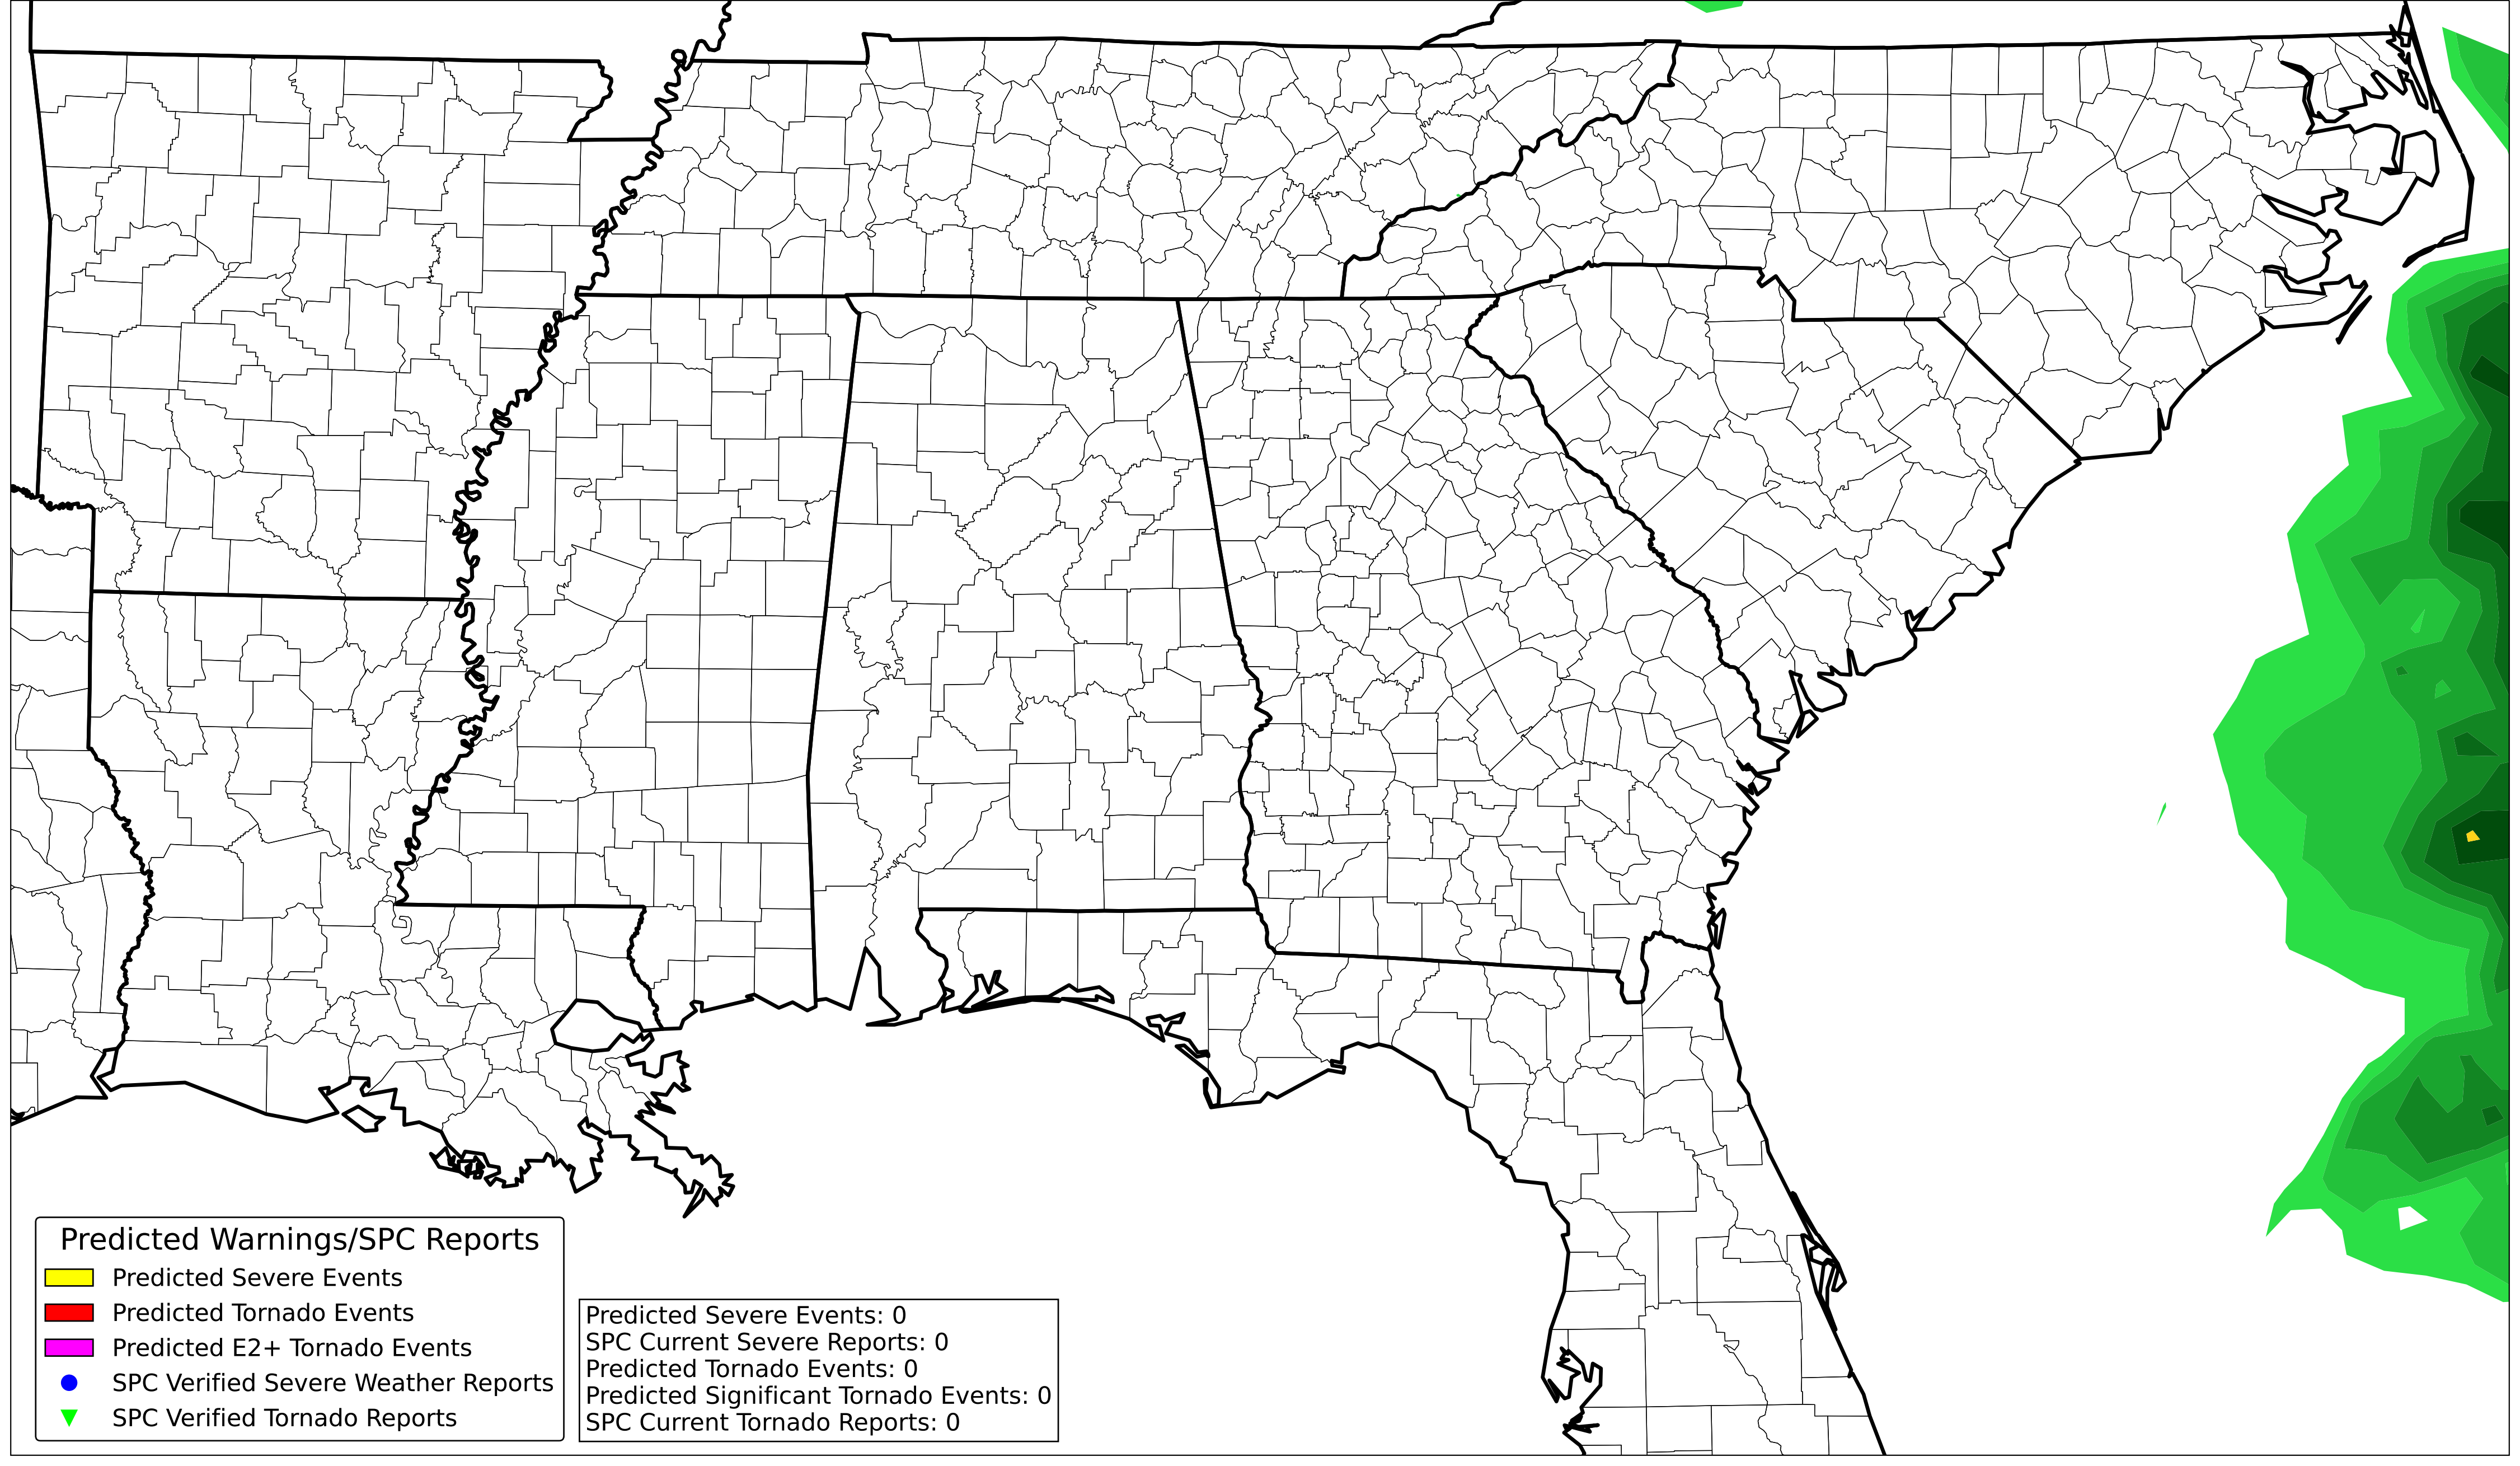 Predicted Warnings/SPC Reports
Predicted Severe Events
Predicted Tornado Events
Predicted E2+ Tornado Events
SPC Verified Severe Weather Reports
SPC Verified Tornado Reports
Predicted Severe Events: 0
SPC Current Severe Reports: 0
Predicted Tornado Events: 0
Predicted Significant Tornado Events: 0
SPC Current Tornado Reports: 0